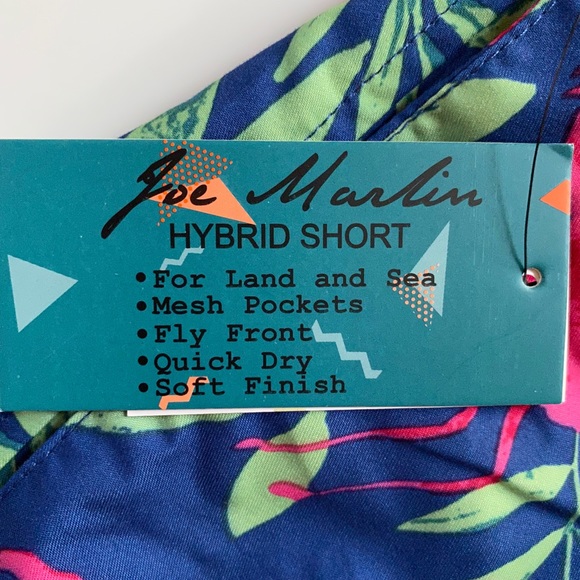 Joe Marlin
HYBRID SHORT
• For Land and Sea
• Mesh Pockets
• Fly Front
• Quick Dry
• Soft Finish